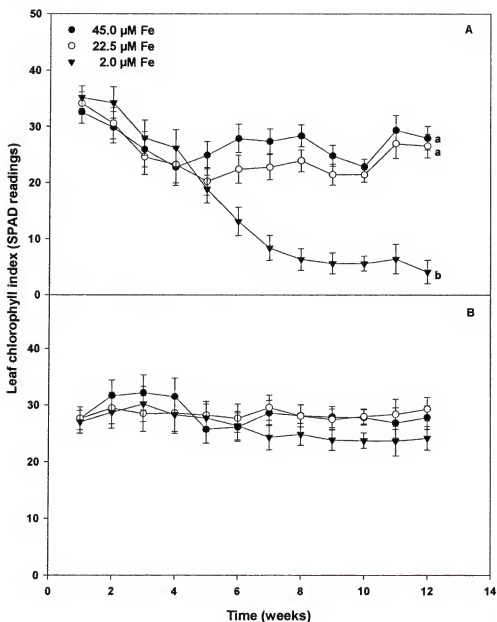 50
40
30
20
10
0
45.0 µM Fe
22.5 µM Fe
2.0 µM Fe
A
a
a
b
Leaf chlorophyll index (SPAD readings)
B
40
30
20
10
0
0 2 4 6 8 10 12 14
Time (weeks)